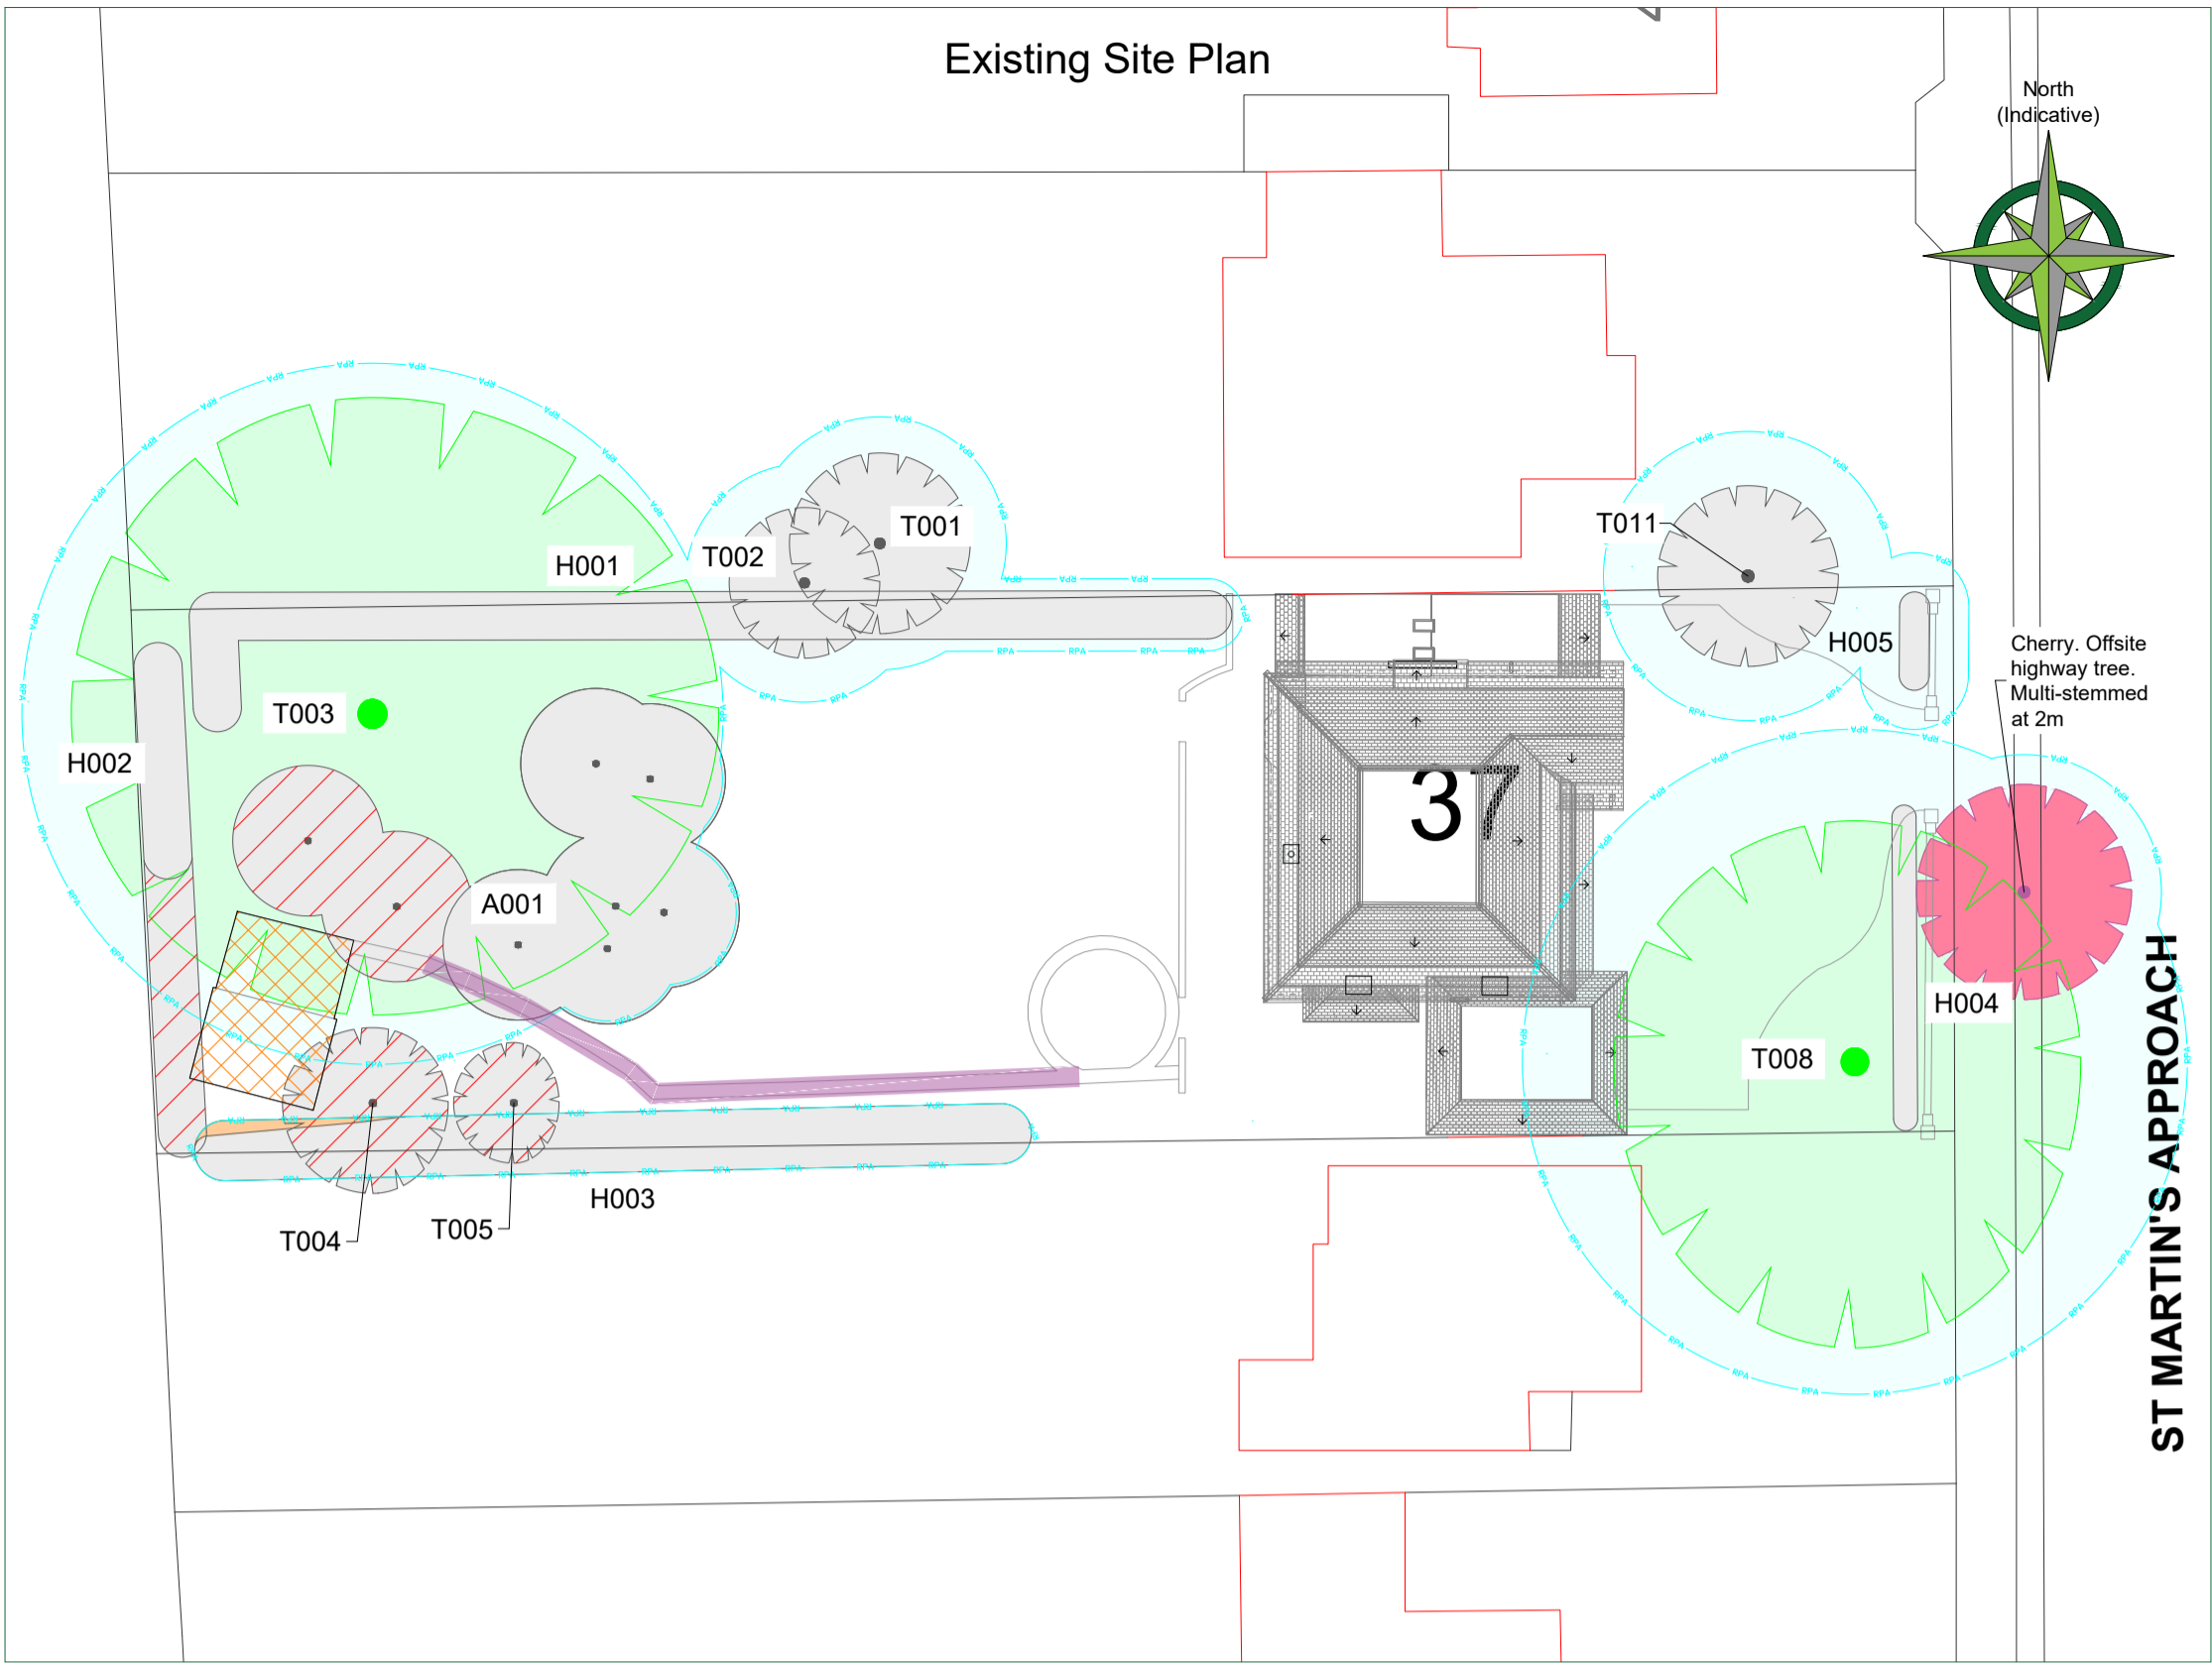 Existing Site Plan
North
(Indicative)
T001
T011
T002
H001
H005
Cherry. Offsite
highway tree.
Multi-stemmed
at 2m
T003
H002
37
A001
H004
T008
ST MARTIN'S APPROACH
H003
T005
T004
RPA